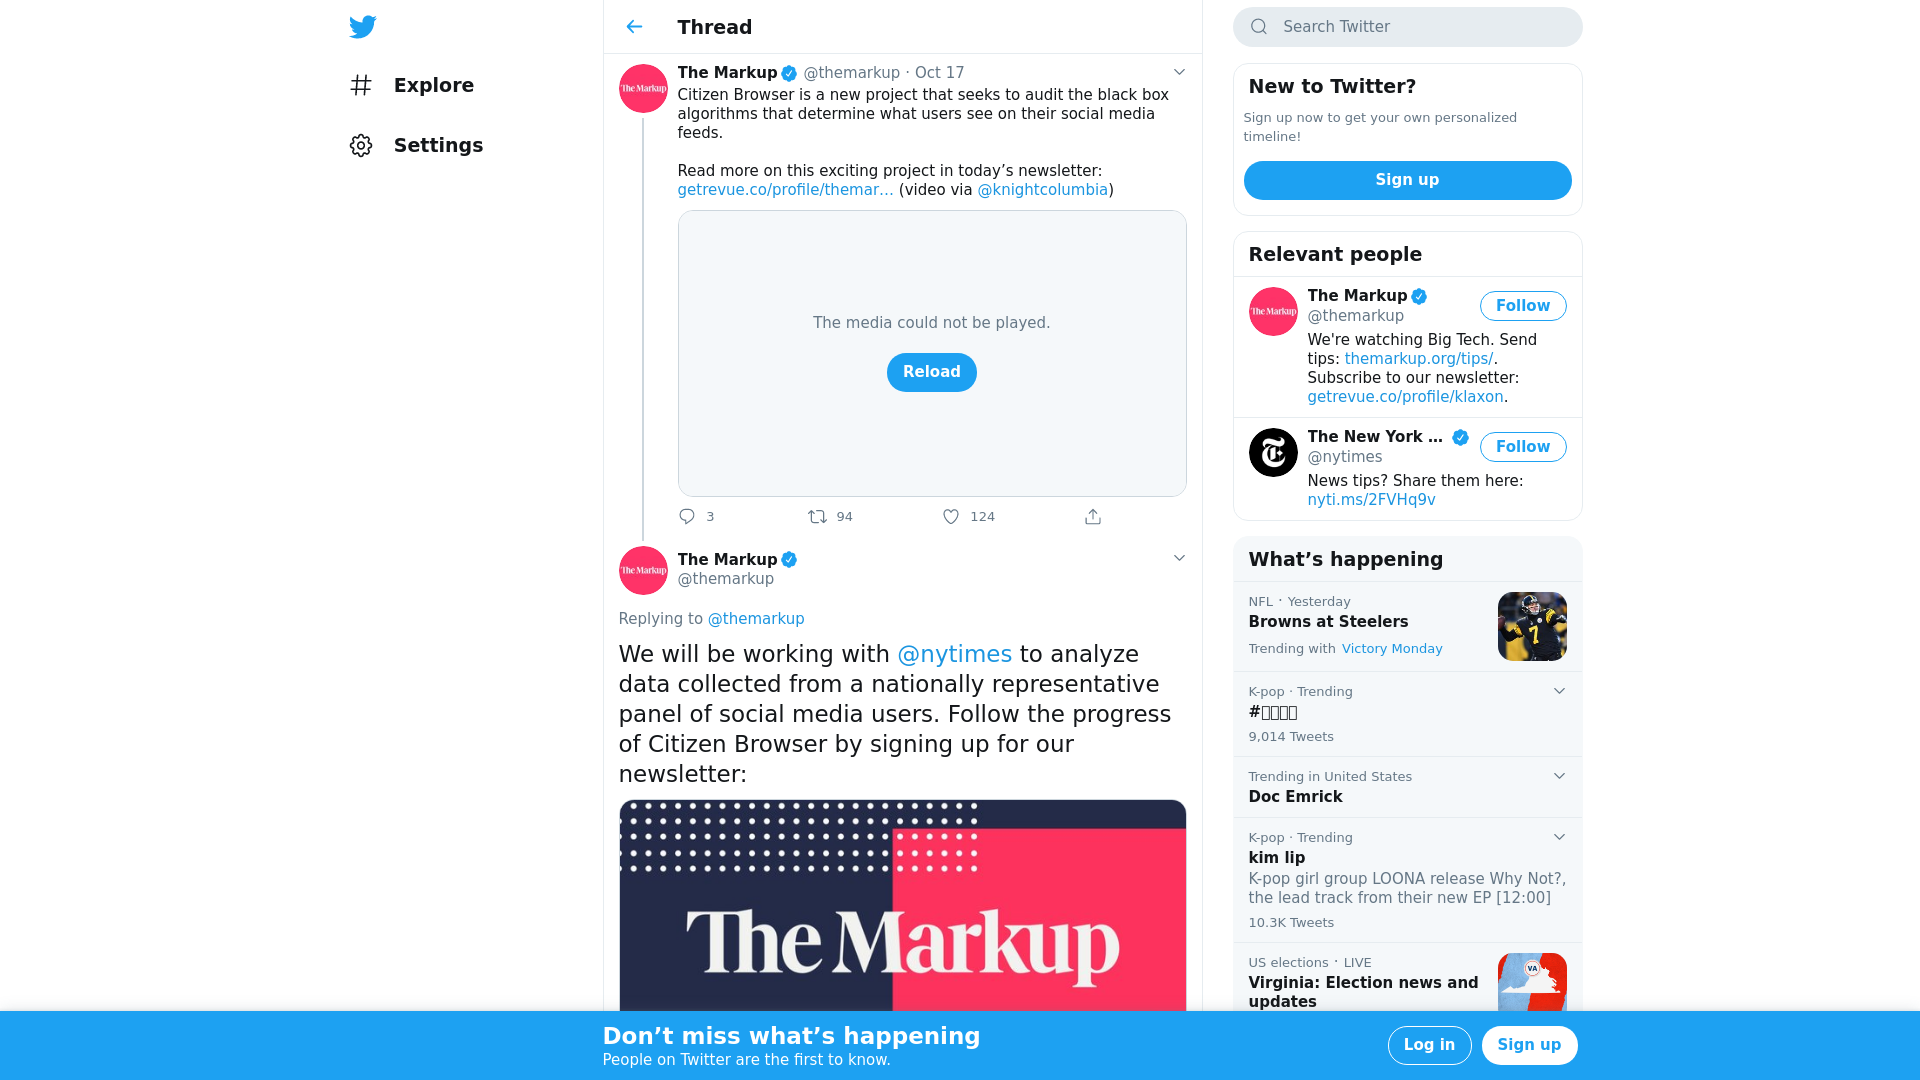 Explore
Settings
Thread
The Markup @themarkup · Oct 17
Citizen Browser is a new project that seeks to audit the black box
algorithms that determine what users see on their social media
feeds.
Read more on this exciting project in today’s newsletter:
getrevue.co/profile/themar… (video via @knightcolumbia)
The media could not be played.
Reload
3 94 124
The Markup
@themarkup
Replying to @themarkup
We will be working with @nytimes to analyze
data collected from a nationally representative
panel of social media users. Follow the progress
of Citizen Browser by signing up for our
newsletter:
The Markup
Search Twitter
New to Twitter?
Sign up now to get your own personalized
timeline!
Sign up
Relevant people
The Markup
@themarkup
Follow
We're watching Big Tech. Send
tips: themarkup.org/tips/.
Subscribe to our newsletter:
getrevue.co/profile/klaxon.
The New York …
@nytimes
Follow
News tips? Share them here:
nyti.ms/2FVHq9v
What’s happening
NFL · Yesterday
Browns at Steelers
Trending with Victory Monday
K-pop · Trending
9,014 Tweets
Trending in United States
Doc Emrick
K-pop · Trending
kim lip
K-pop girl group LOONA release Why Not?,
the lead track from their new EP [12:00]
10.3K Tweets
US elections · LIVE
Virginia: Election news and
updates
VA
Don’t miss what’s happening
People on Twitter are the first to know.
Log in
Sign up